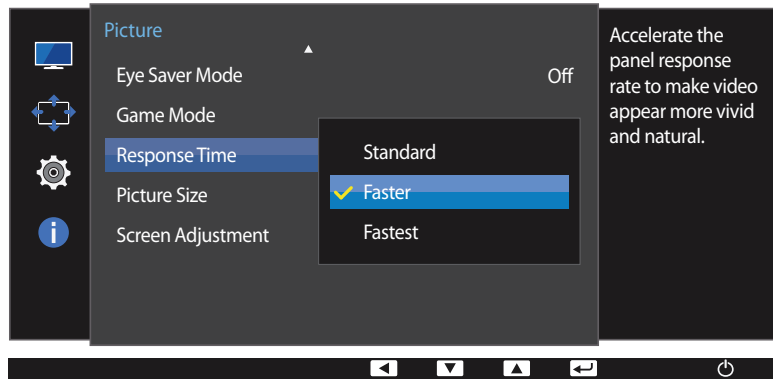 Picture
Eye Saver Mode Off
Game Mode
Response Time
Picture Size
Screen Adjustment
Standard
Faster
Fastest
Accelerate the
panel response
rate to make video
appear more vivid
and natural.